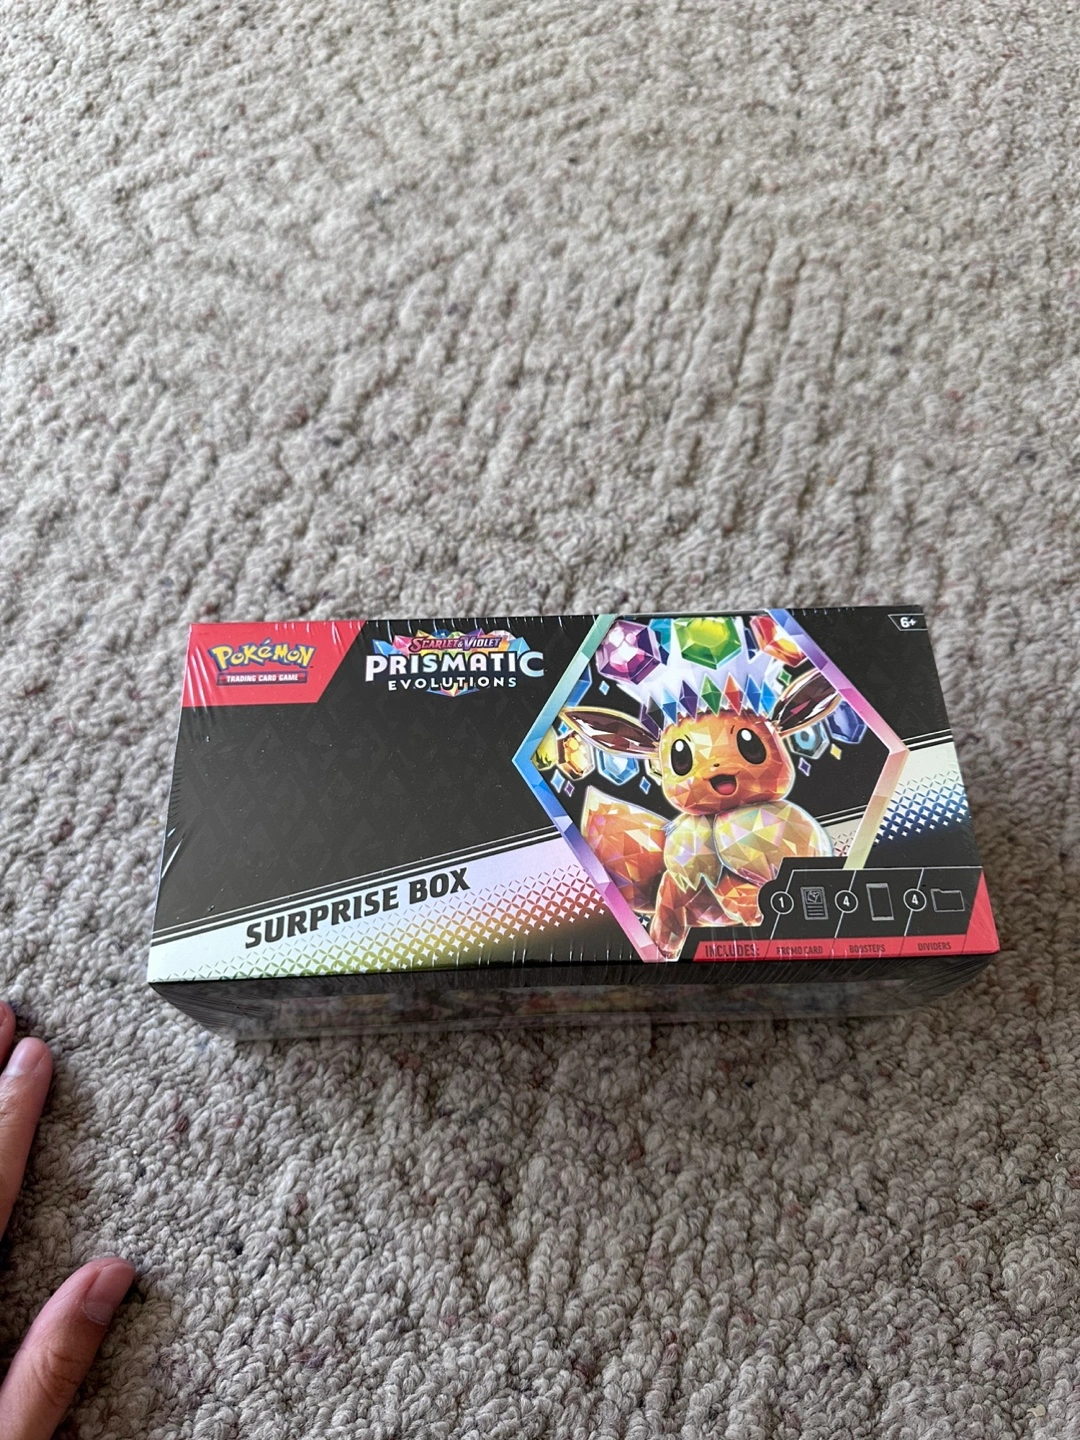 POKÉMON
TRADING CARD GAME
SCARLET & VIOLET
PRISMATIC
EVOLUTIONS
6+
SURPRISE BOX
1 4 4
INCLUDES: PROMO CARD BOOSTERS DIVIDERS